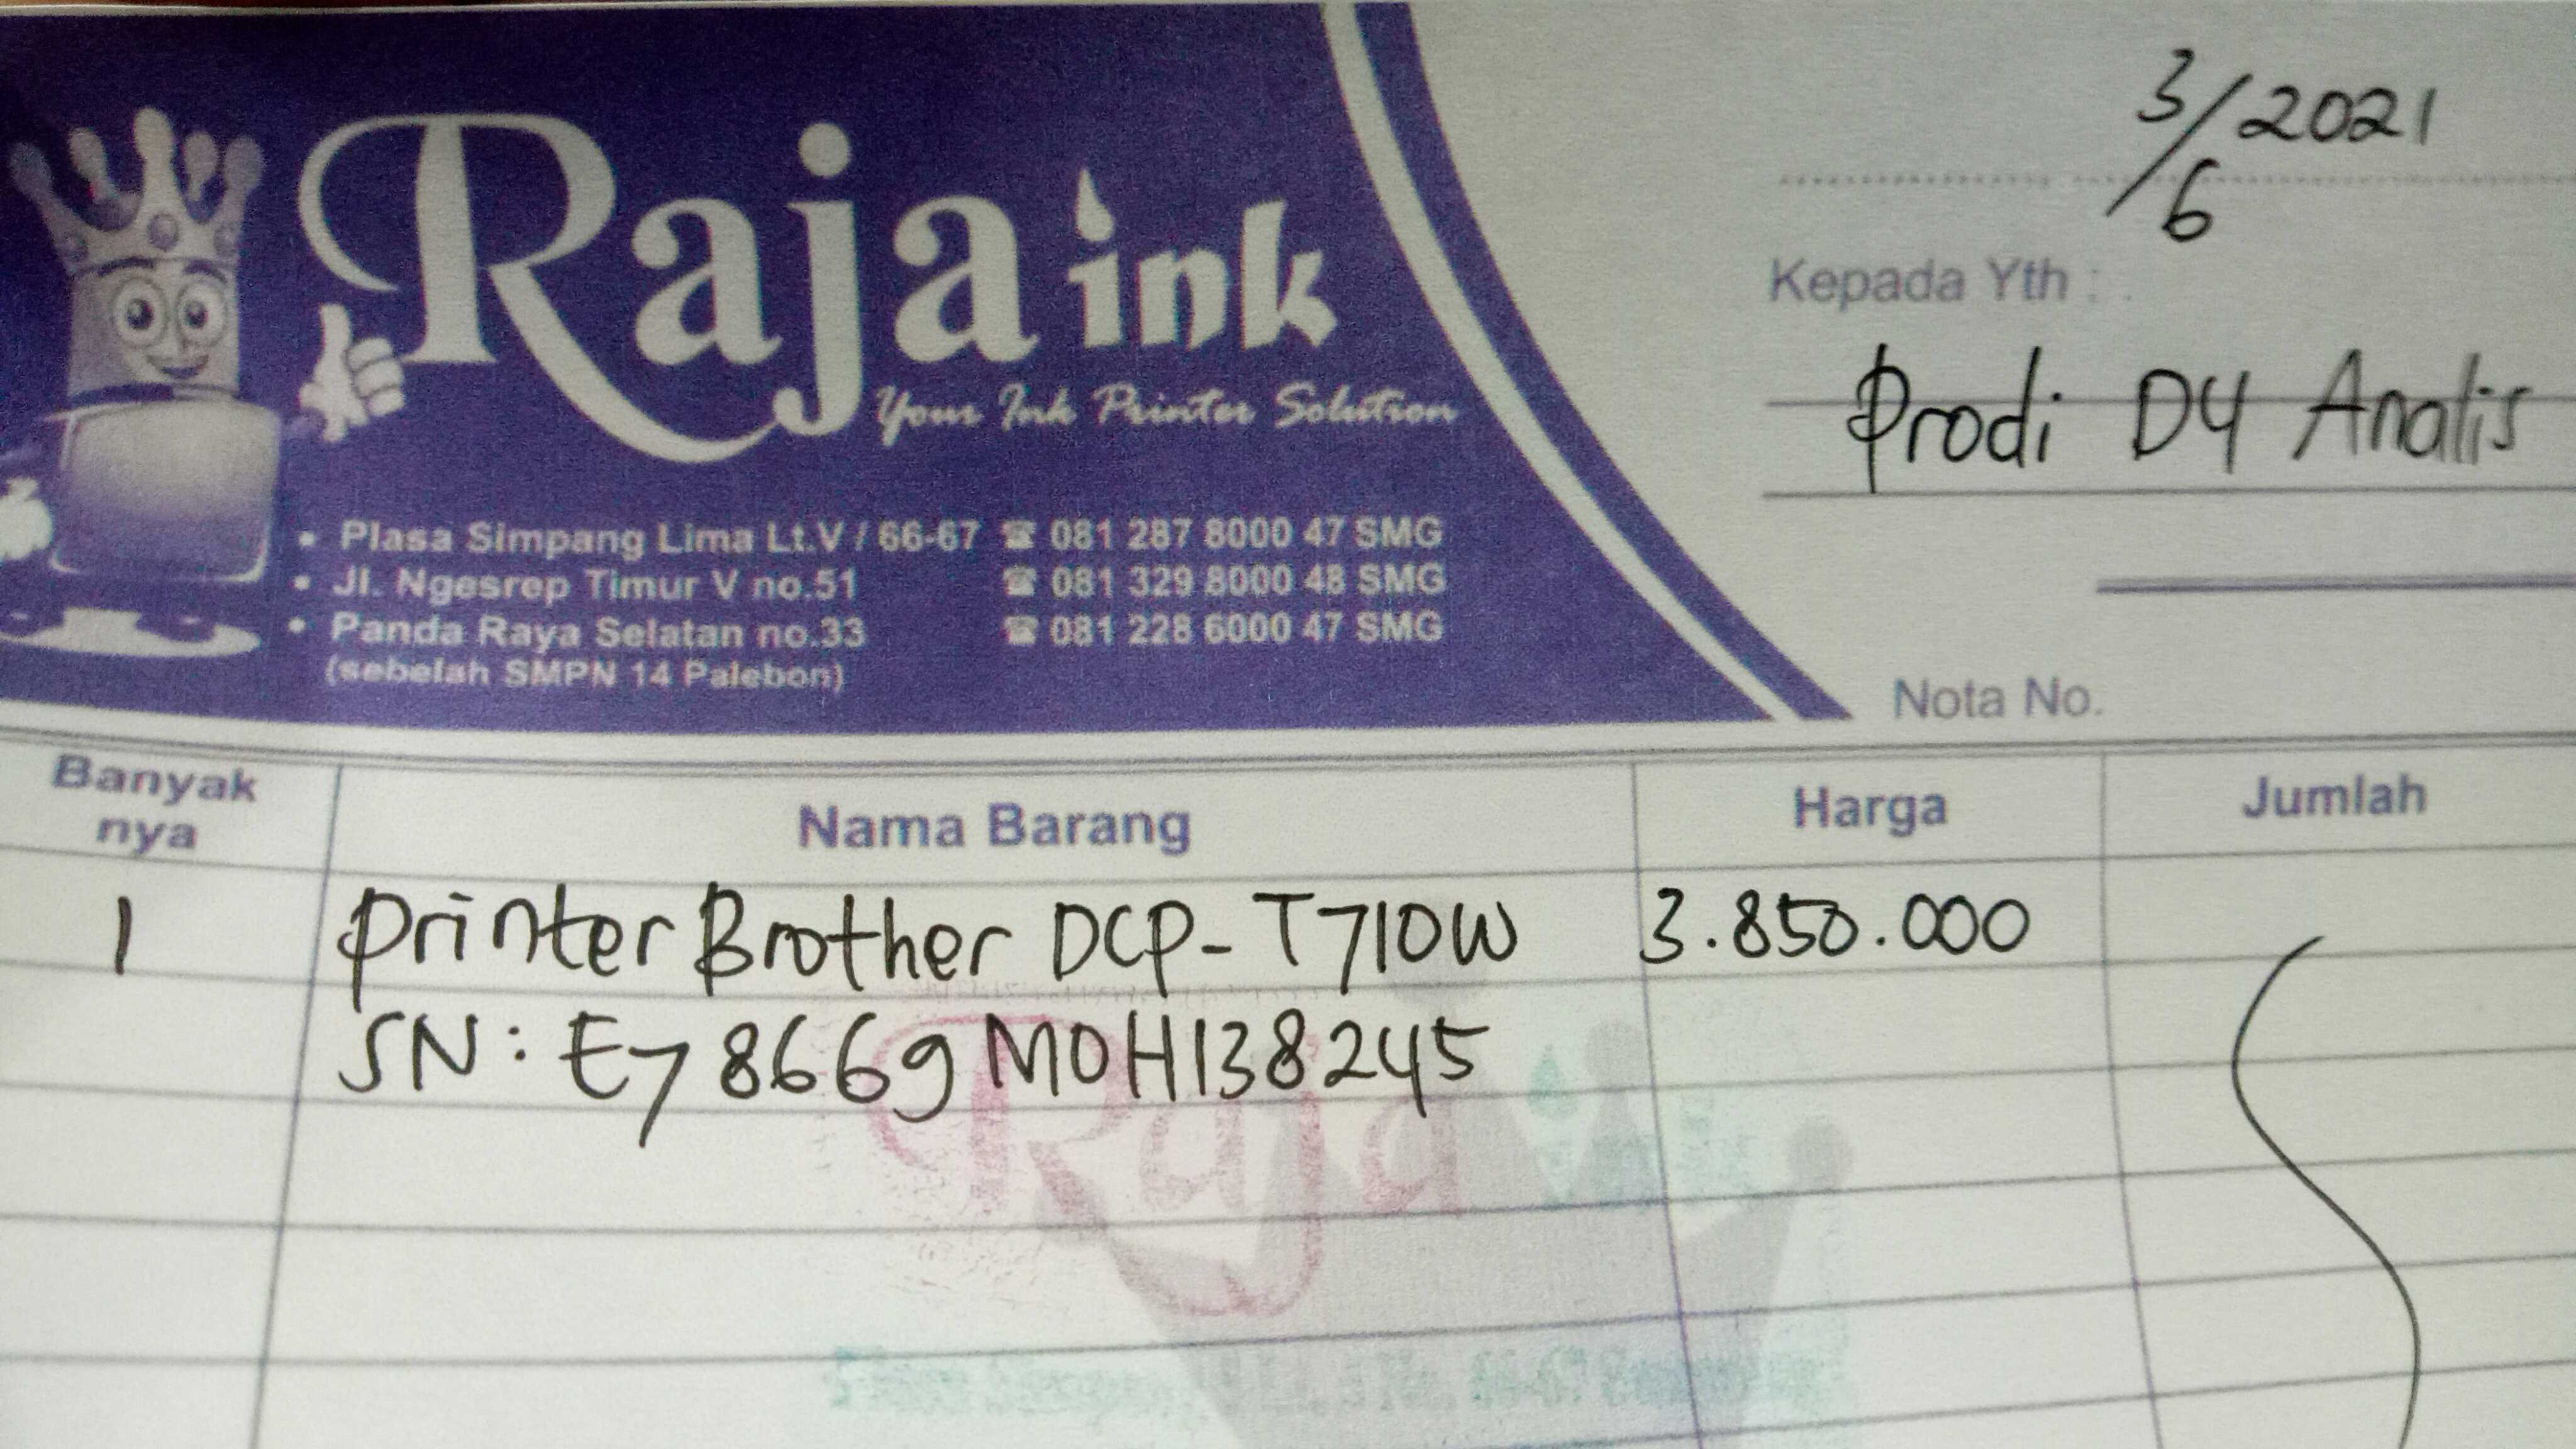 Raja ink
Your Ink Printer Solution
• Plasa Simpang Lima Lt.V / 66-67 ☎ 081 287 8000 47 SMG
• Jl. Ngesrep Timur V no.51 ☎ 081 329 8000 48 SMG
• Panda Raya Selatan no.33 ☎ 081 228 6000 47 SMG
(sebelah SMPN 14 Palebon)
3/6/2021
Kepada Yth :
Prodi D4 Analis
Nota No.
Banyak nya Nama Barang Harga Jumlah
1 Printer Brother DCP-T710W 3.850.000
SN: E78669M0H138245
Raja